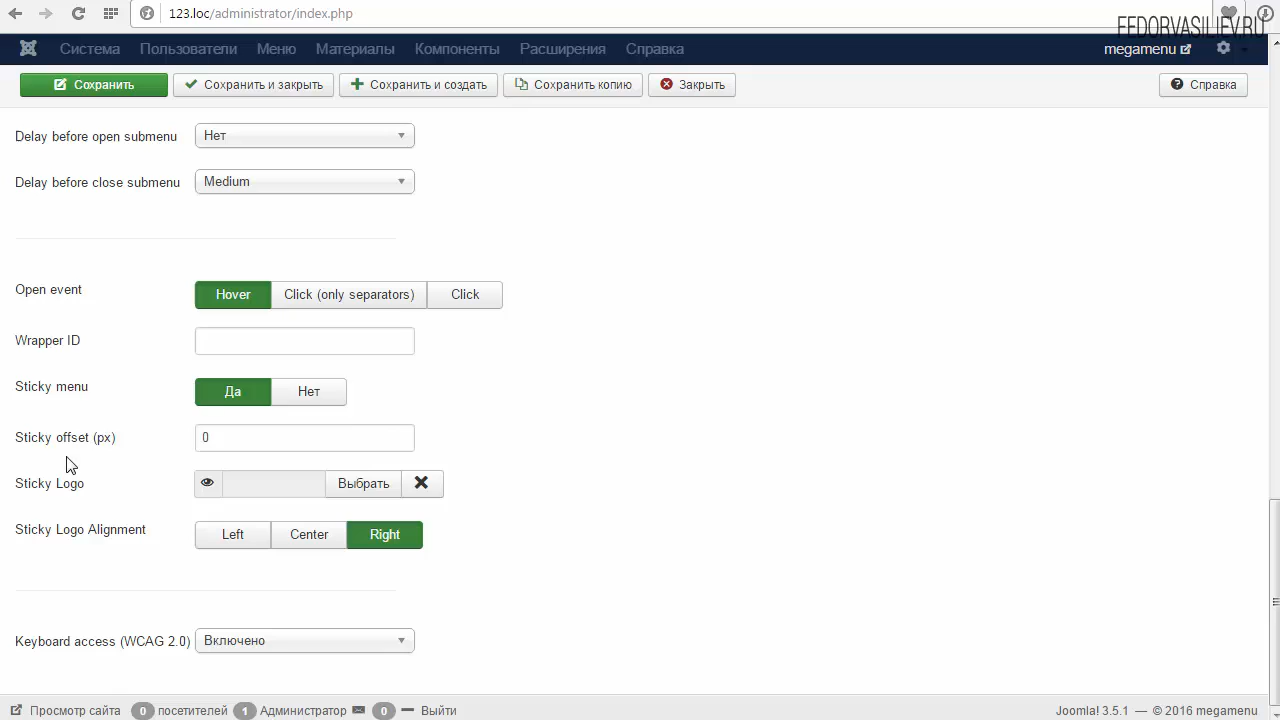 123.loc/administrator/index.php
FEDORVASILIEV.RU
Система Пользователи Меню Материалы Компоненты Расширения Справка megamenu
Сохранить Сохранить и закрыть Сохранить и создать Сохранить копию Закрыть Справка
Delay before open submenu Нет
Delay before close submenu Medium
Open event Hover Click (only separators) Click
Wrapper ID
Sticky menu Да Нет
Sticky offset (px) 0
Sticky Logo Выбрать
Sticky Logo Alignment Left Center Right
Keyboard access (WCAG 2.0) Включено
Просмотр сайта 0 посетителей 1 Администратор 0 Выйти Joomla! 3.5.1 — © 2016 megamenu